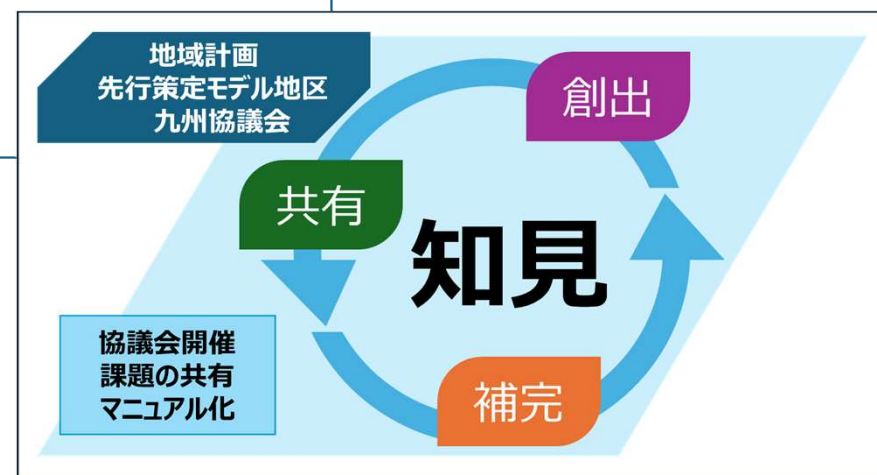 地域計画
先行策定モデル地区
九州協議会
創出
共有
知見
協議会開催
課題の共有
マニュアル化
補完